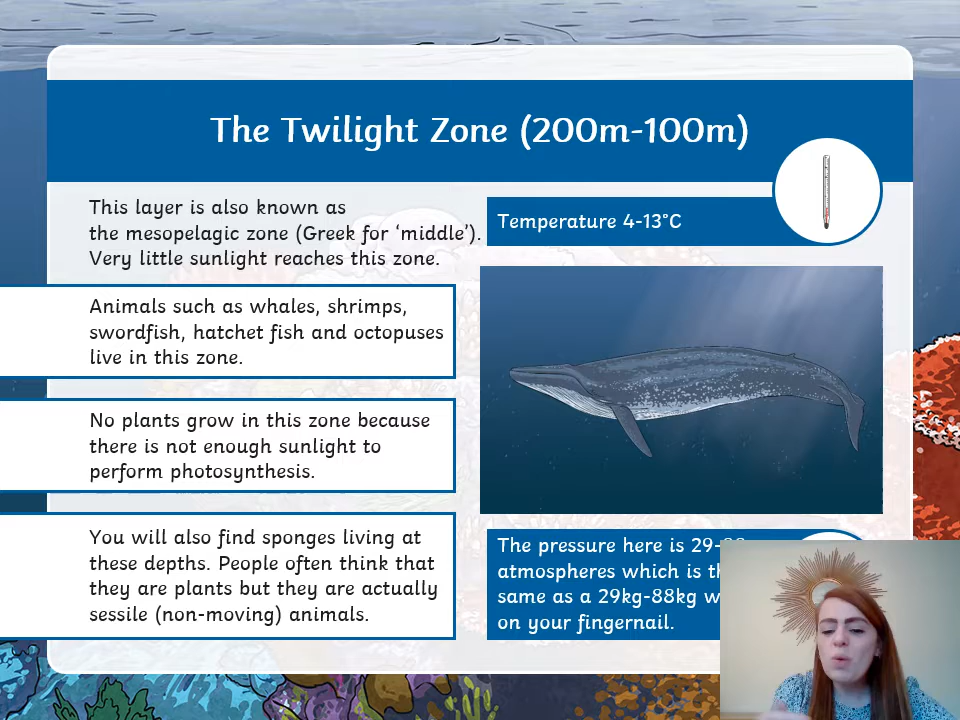 The Twilight Zone (200m-100m)
This layer is also known as
the mesopelagic zone (Greek for ‘middle’).
Very little sunlight reaches this zone.
Temperature 4-13°C
Animals such as whales, shrimps,
swordfish, hatchet fish and octopuses
live in this zone.
No plants grow in this zone because
there is not enough sunlight to
perform photosynthesis.
You will also find sponges living at
these depths. People often think that
they are plants but they are actually
sessile (non-moving) animals.
The pressure here is
atmospheres which is
same as a 29kg-88kg
on your fingernail.